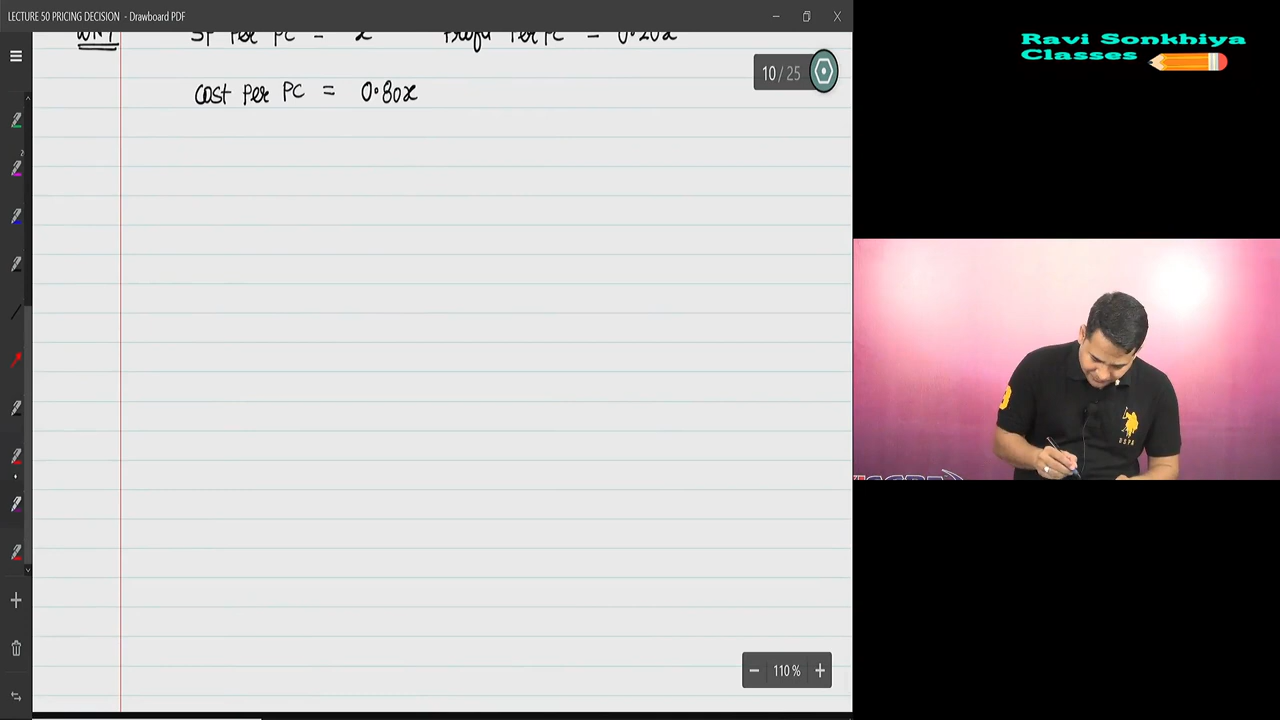 LECTURE 50 PRICING DECISION - Drawboard PDF
WN1 SP Per PC = x Profit Per PC = 0.20x
Cost Per PC = 0.80x
10 / 25
Ravi Sonkhiya
Classes
110 %